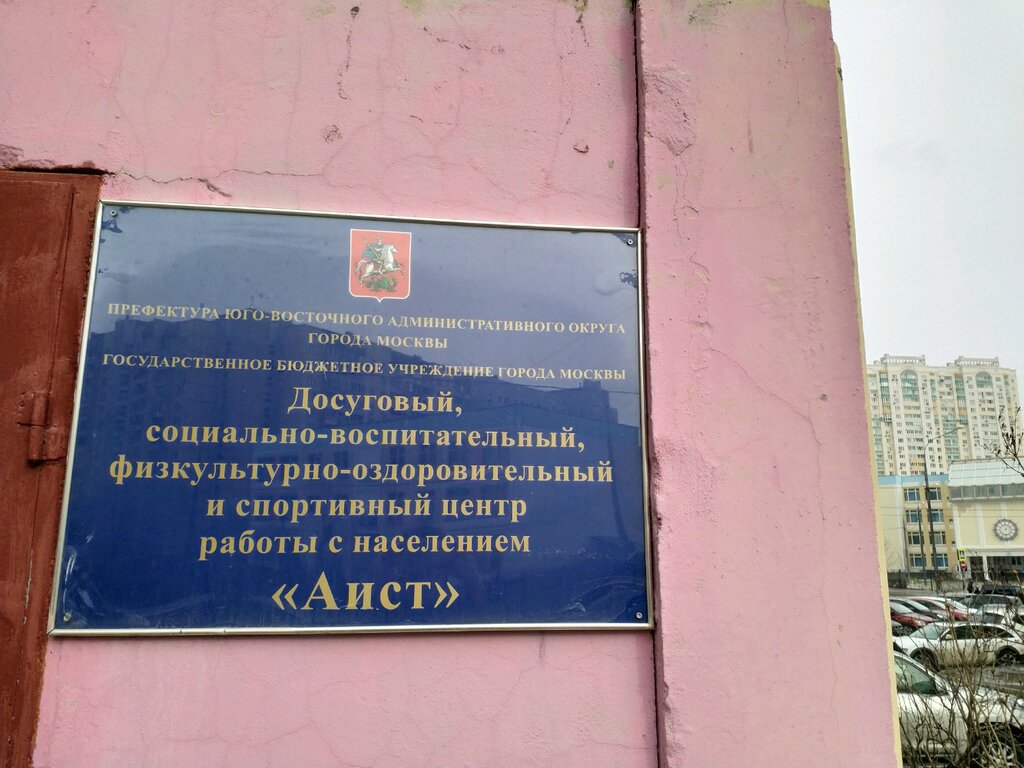 ПРЕФЕКТУРА ЮГО-ВОСТОЧНОГО АДМИНИСТРАТИВНОГО ОКРУГА
ГОРОДА МОСКВЫ
ГОСУДАРСТВЕННОЕ БЮДЖЕТНОЕ УЧРЕЖДЕНИЕ ГОРОДА МОСКВЫ
Досуговый,
социально-воспитательный,
физкультурно-оздоровительный
и спортивный центр
работы с населением
«Аист»